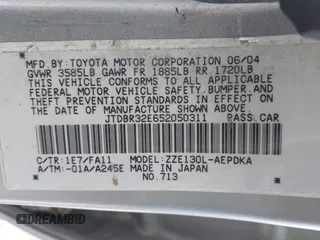 MFD.BY:TOYOTA MOTOR CORPORATION 06/04
GVWR 3585LB GAWR FR 1885LB RR 1720LB
THIS VEHICLE CONFORMS TO ALL APPLICABLE
FEDERAL MOTOR VEHICLE SAFETY, BUMPER, AND
THEFT PREVENTION STANDARDS IN EFFECT ON
THE DATE OF MANUFACTURE SHOWN ABOVE.
JTDBR32E652050311 PASS.CAR
C/TR:1E7/FA11 MODEL:ZZE130L-AEPDKA
A/TM:-01A/A245E MADE IN JAPAN
NO.713